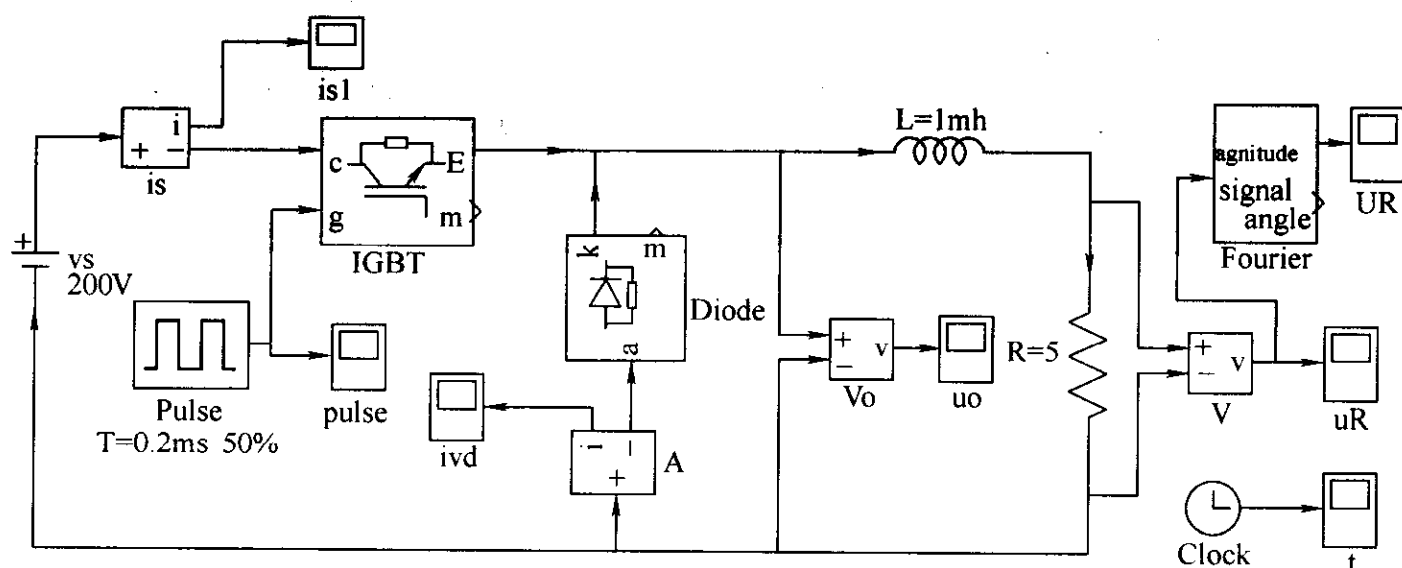 is1
i
+ −
is
c
E
g
m
IGBT
+
vs
200V
Pulse
T=0.2ms 50%
pulse
k
m
a
Diode
ivd
i
−
+
A
L=1mh
+
−
v
Vo
uo
R=5
+
−
v
V
uR
agnitude
signal
angle
Fourier
UR
Clock
t